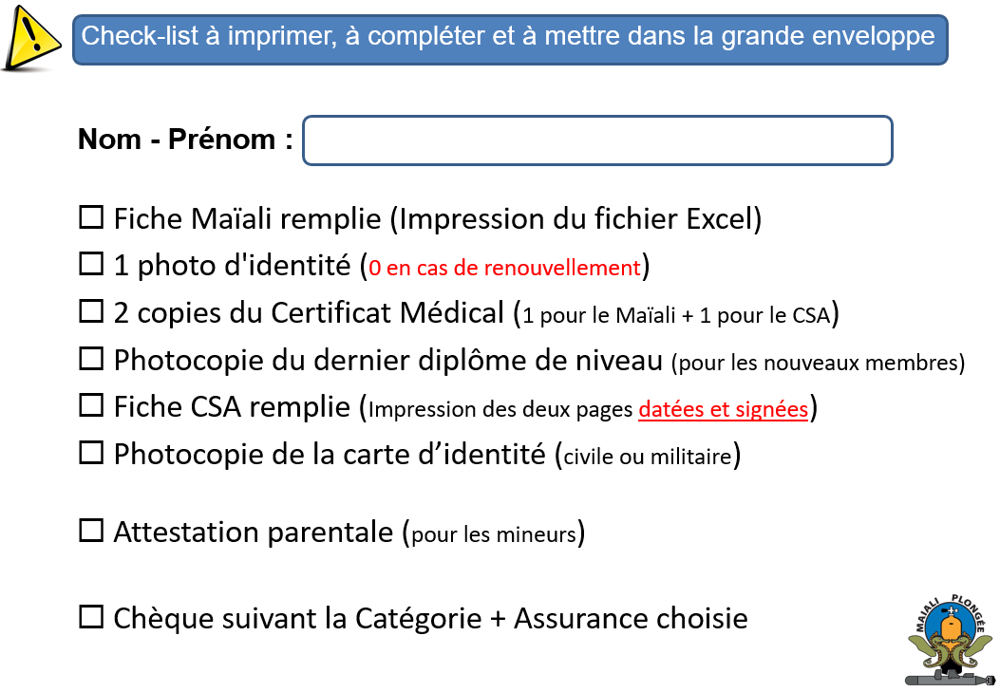 Check-list à imprimer, à compléter et à mettre dans la grande enveloppe
Nom - Prénom :
Fiche Maïali remplie (Impression du fichier Excel)
1 photo d'identité (0 en cas de renouvellement)
2 copies du Certificat Médical (1 pour le Maïali + 1 pour le CSA)
Photocopie du dernier diplôme de niveau (pour les nouveaux membres)
Fiche CSA remplie (Impression des deux pages datées et signées)
Photocopie de la carte d’identité (civile ou militaire)
Attestation parentale (pour les mineurs)
Chèque suivant la Catégorie + Assurance choisie
MAIALI PLONGÉE